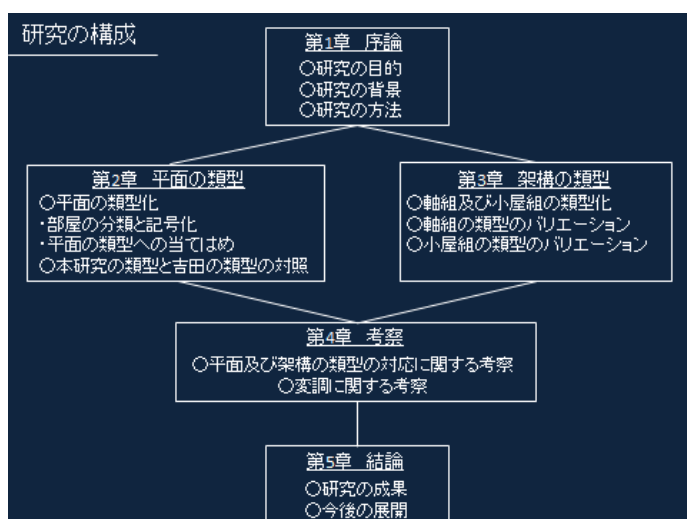 研究の構成
第1章 序論
○研究の目的
○研究の背景
○研究の方法
第2章 平面の類型
○平面の類型化
・部屋の分類と記号化
・平面の類型への当てはめ
○本研究の類型と吉田の類型の対照
第3章 架構の類型
○軸組及び小屋組の類型化
○軸組の類型のバリエーション
○小屋組の類型のバリエーション
第4章 考察
○平面及び架構の類型の対応に関する考察
○変調に関する考察
第5章 結論
○研究の成果
○今後の展開